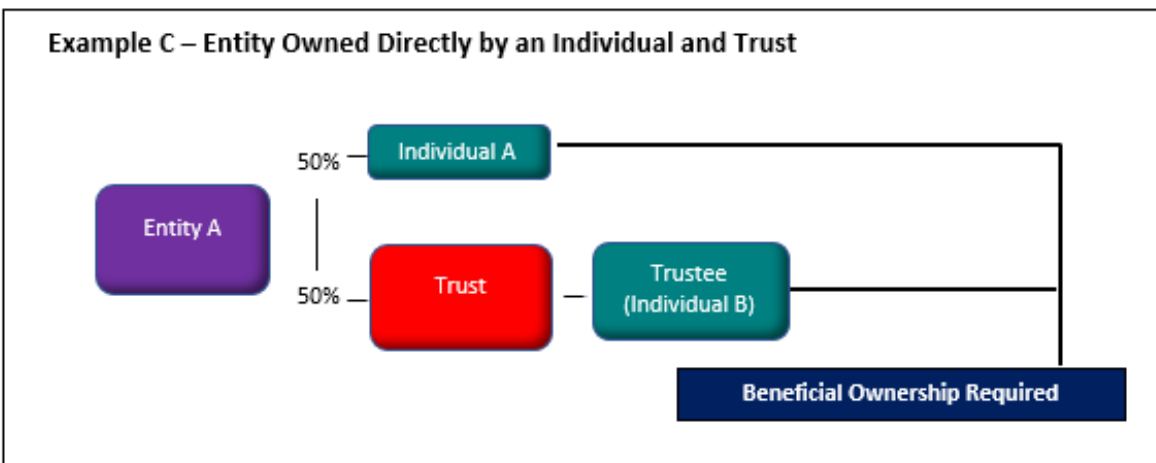 Example C – Entity Owned Directly by an Individual and Trust
50%
Individual A
Entity A
50%
Trust
Trustee
(Individual B)
Beneficial Ownership Required